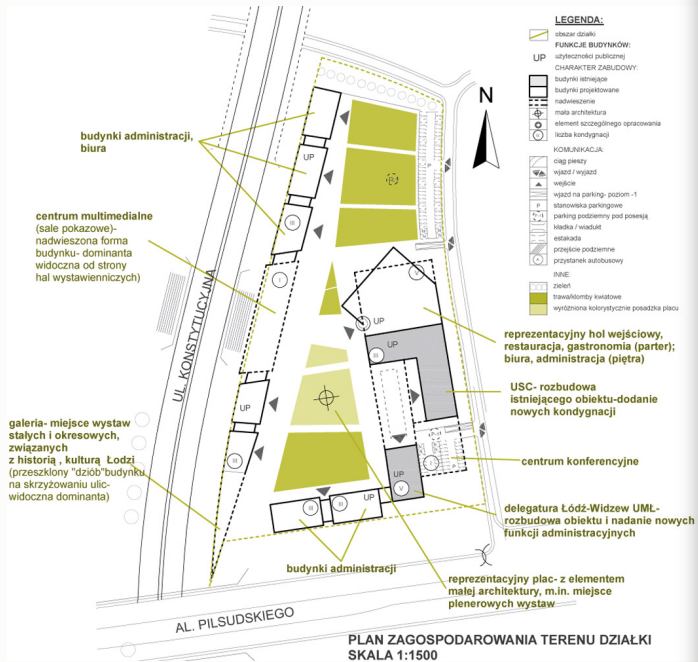 LEGENDA:
obszar działki
FUNKCJE BUDYNKÓW:
UP użyteczności publicznej
CHARAKTER ZABUDOWY:
budynki istniejące
budynki projektowane
nadwieszenie
mała architektura
element szczególnego opracowania
liczba kondygnacji
KOMUNIKACJA:
ciąg pieszy
wjazd / wyjazd
wejście
wjazd na parking- poziom -1
P stanowiska parkingowe
parking podziemny pod posesją
kładka / wiadukt
estakada
przejście podziemne
przystanek autobusowy
INNE:
zieleń
trawa/klomby kwiatowe
wyróżniona kolorystycznie posadzka placu
N
budynki administracji,
biura
centrum multimedialne
(sale pokazowe)-
nadwieszona forma
budynku- dominanta
widoczna od strony
hal wystawienniczych)
UL. KONSTYTUCYJNA
galeria- miejsce wystaw
stałych i okresowych,
związanych
z historią , kulturą Łodzi
(przeszklony "dziób"budynku
na skrzyżowaniu ulic-
widoczna dominanta)
UP
III
I
UP
III
P
P
V
UP
UP
III
UP
V
UP
III
III
reprezentacyjny hol wejściowy,
restauracja, gastronomia (parter);
biura, administracja (piętra)
USC- rozbudowa
istniejącego obiektu-dodanie
nowych kondygnacji
centrum konferencyjne
delegatura Łódź-Widzew UMŁ-
rozbudowa obiektu i nadanie nowych
funkcji administracyjnych
budynki administracji
reprezentacyjny plac- z elementem
małej architektury, m.in. miejsce
plenerowych wystaw
AL. PILSUDSKIEGO
PLAN ZAGOSPODAROWANIA TERENU DZIAŁKI
SKALA 1:1500